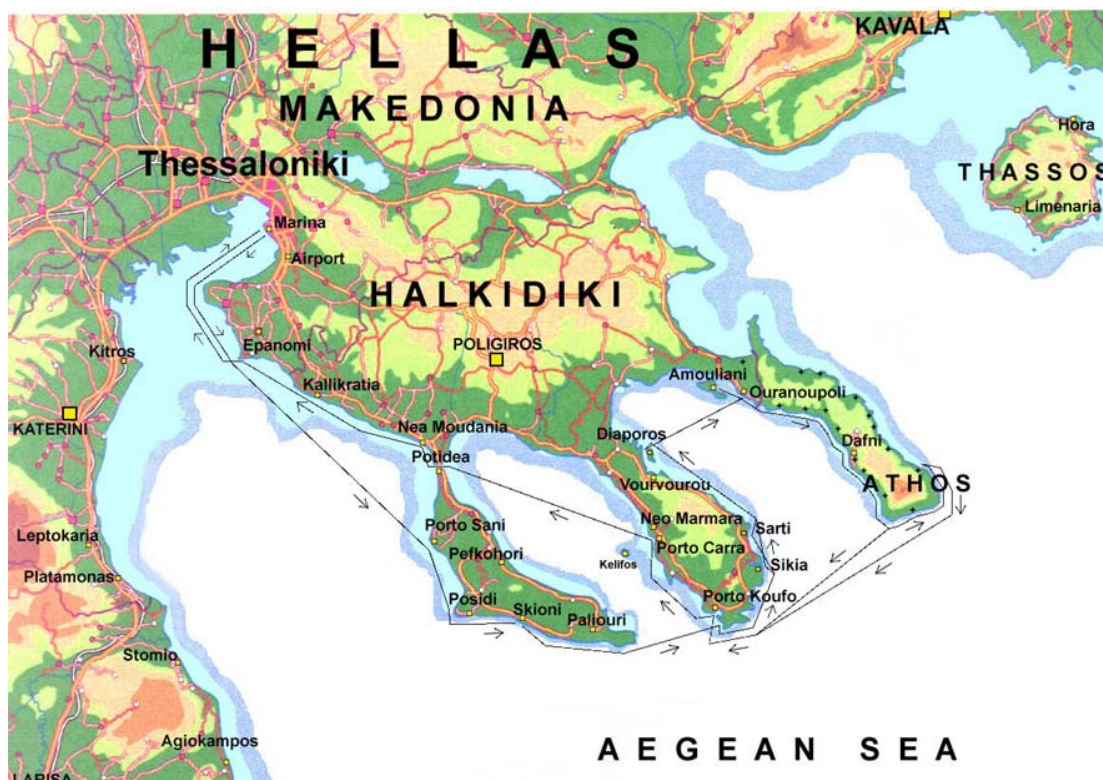 KAVALA
HELLAS
MAKEDONIA
Hora
Thessaloniki
THASSOS
Limenaria
Marina
Airport
HALKIDIKI
Epanomi
POLIGIROS
Kitros
Amouliani
Ouranoupoli
Kallikratia
KATERINI
Nea Moudania
Diaporos
Dafni
Potidea
Vourvourou
ATHOS
Neo Marmara
Sarti
Porto Sani
Leptokaria
Porto Carra
Pefkohori
Kelifos
Sikia
Platamonas
Porto Koufo
Posidi
Skioni
Paliouri
Stomio
Agiokampos
AEGEAN SEA
LARISA